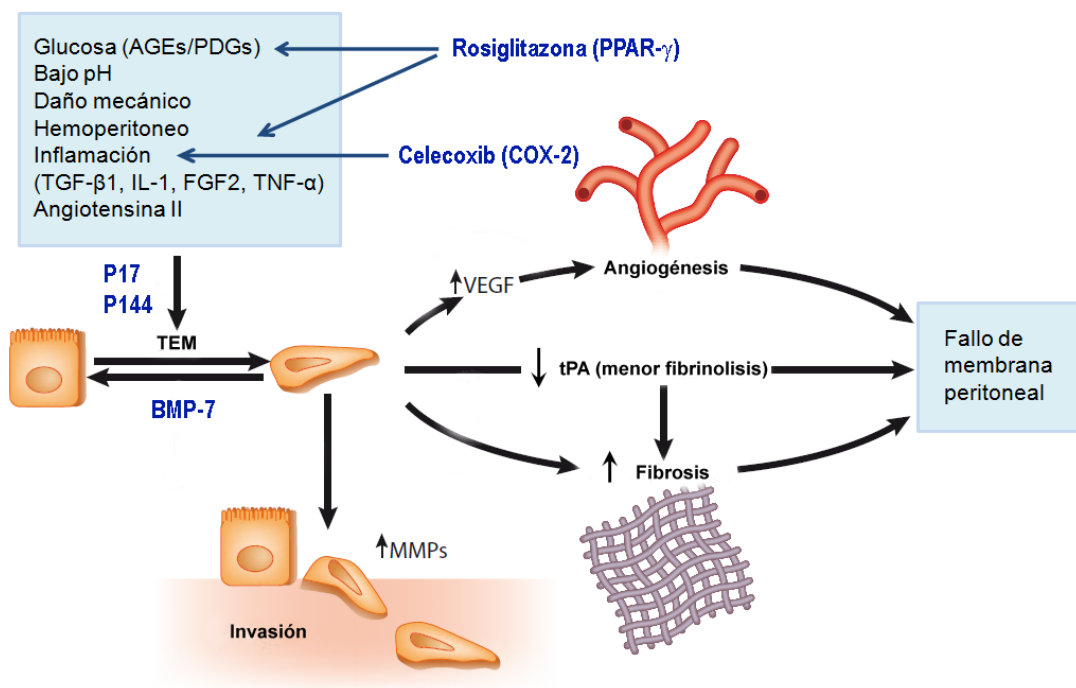 Glucosa (AGEs/PDGs)
Bajo pH
Daño mecánico
Hemoperitoneo
Inflamación
(TGF-β1, IL-1, FGF2, TNF-α)
Angiotensina II
Rosiglitazona (PPAR-γ)
Celecoxib (COX-2)
P17
P144
TEM
BMP-7
↑VEGF
Angiogénesis
↓ tPA (menor fibrinolisis)
↑ Fibrosis
Fallo de
membrana
peritoneal
↑MMPs
Invasión